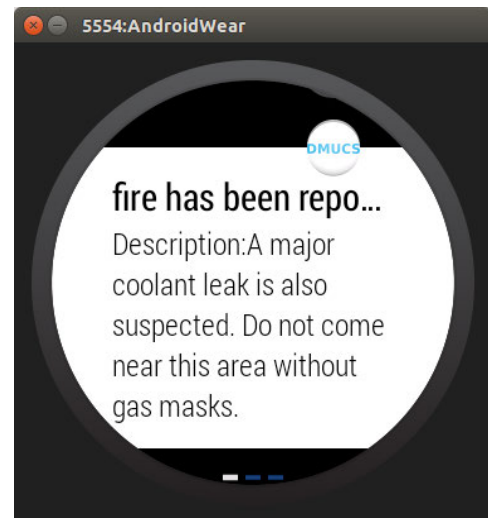 5554:AndroidWear
DMUCS
fire has been repo...
Description:A major
coolant leak is also
suspected. Do not come
near this area without
gas masks.